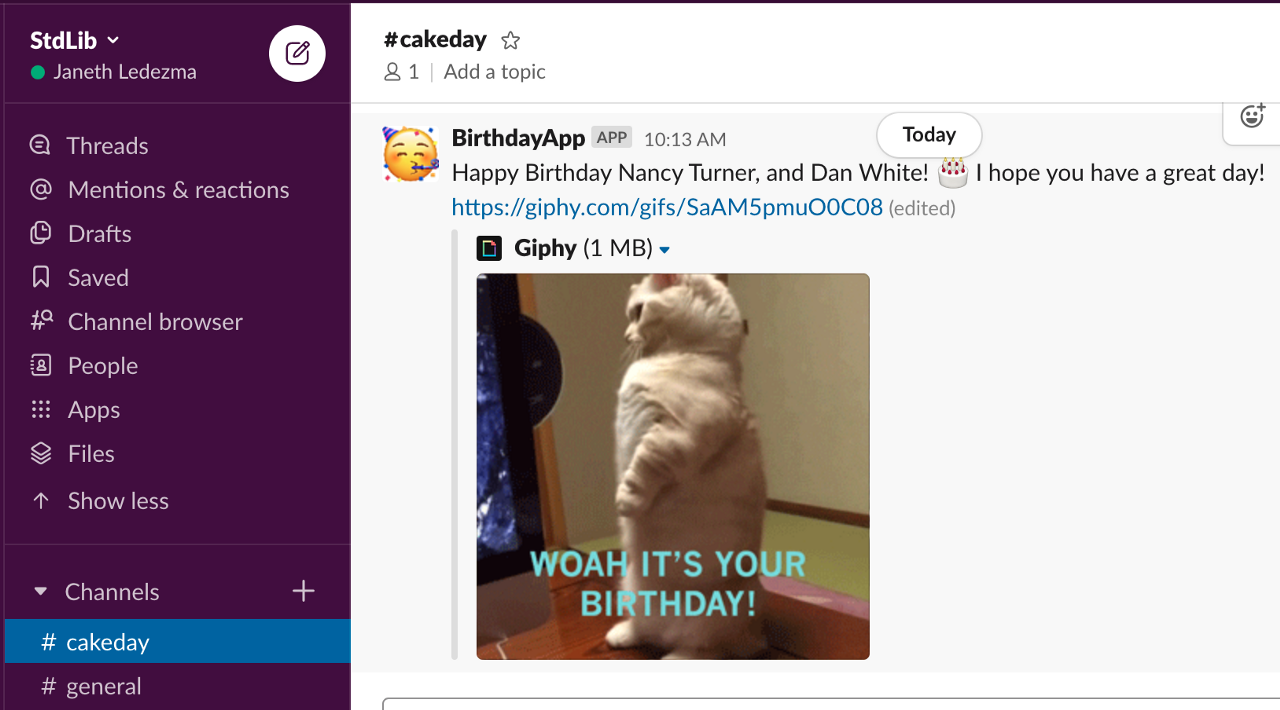 StdLib
Janeth Ledezma
Threads
Mentions & reactions
Drafts
Saved
Channel browser
People
Apps
Files
Show less
Channels
# cakeday
# general
#cakeday
1 | Add a topic
Today
BirthdayApp APP 10:13 AM
Happy Birthday Nancy Turner, and Dan White! 🎂 I hope you have a great day!
https://giphy.com/gifs/SaAM5pmuO0C08 (edited)
Giphy (1 MB)
WOAH IT'S YOUR
BIRTHDAY!